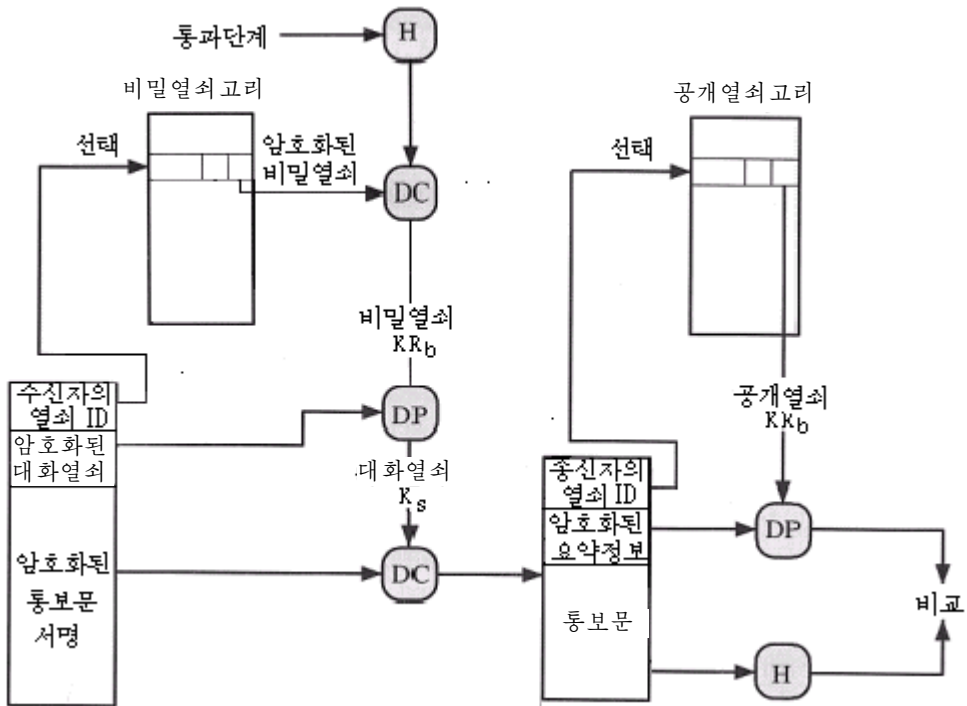 통과단계
H
비밀열쇠고리
공개열쇠고리
선택
암호화된
비밀열쇠
DC
선택
비밀열쇠
KRb
수신자의
열쇠 ID
암호화된
대화열쇠
DP
공개열쇠
KRb
대화열쇠
Ks
송신자의
열쇠 ID
암호화된
요약정보
DP
암호화된
통보문
서명
DC
비교
통보문
H